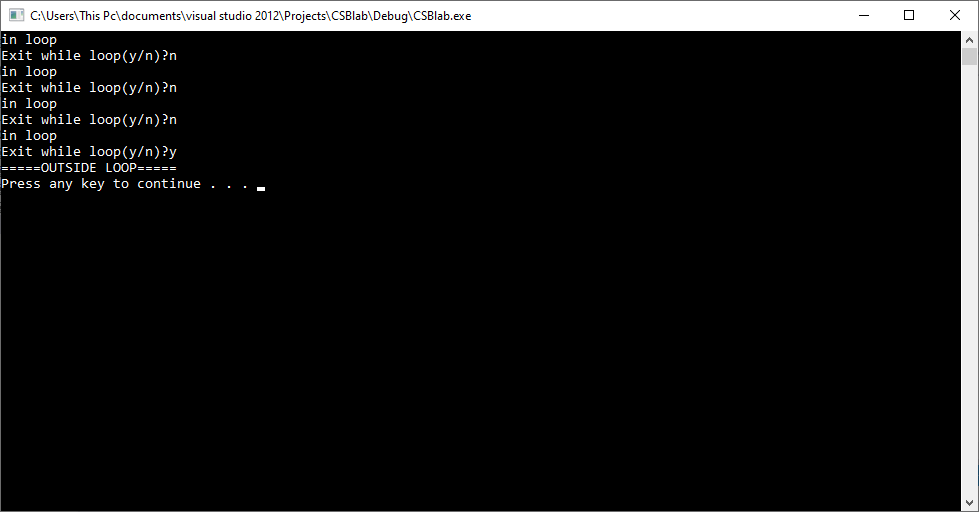 C:\Users\This Pc\documents\visual studio 2012\Projects\CSBlab\Debug\CSBlab.exe
in loop
Exit while loop(y/n)?n
in loop
Exit while loop(y/n)?n
in loop
Exit while loop(y/n)?n
in loop
Exit while loop(y/n)?y
=====OUTSIDE LOOP=====
Press any key to continue . . .